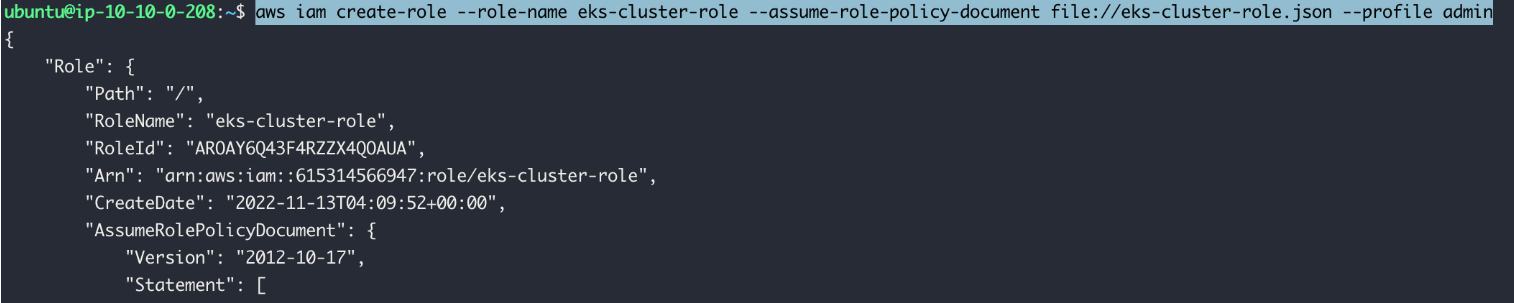 ubuntu@ip-10-10-0-208:~$ aws iam create-role --role-name eks-cluster-role --assume-role-policy-document file://eks-cluster-role.json --profile admin
{
    "Role": {
        "Path": "/",
        "RoleName": "eks-cluster-role",
        "RoleId": "AROAY6Q43F4RZZX4QOAUA",
        "Arn": "arn:aws:iam::615314566947:role/eks-cluster-role",
        "CreateDate": "2022-11-13T04:09:52+00:00",
        "AssumeRolePolicyDocument": {
            "Version": "2012-10-17",
            "Statement": [